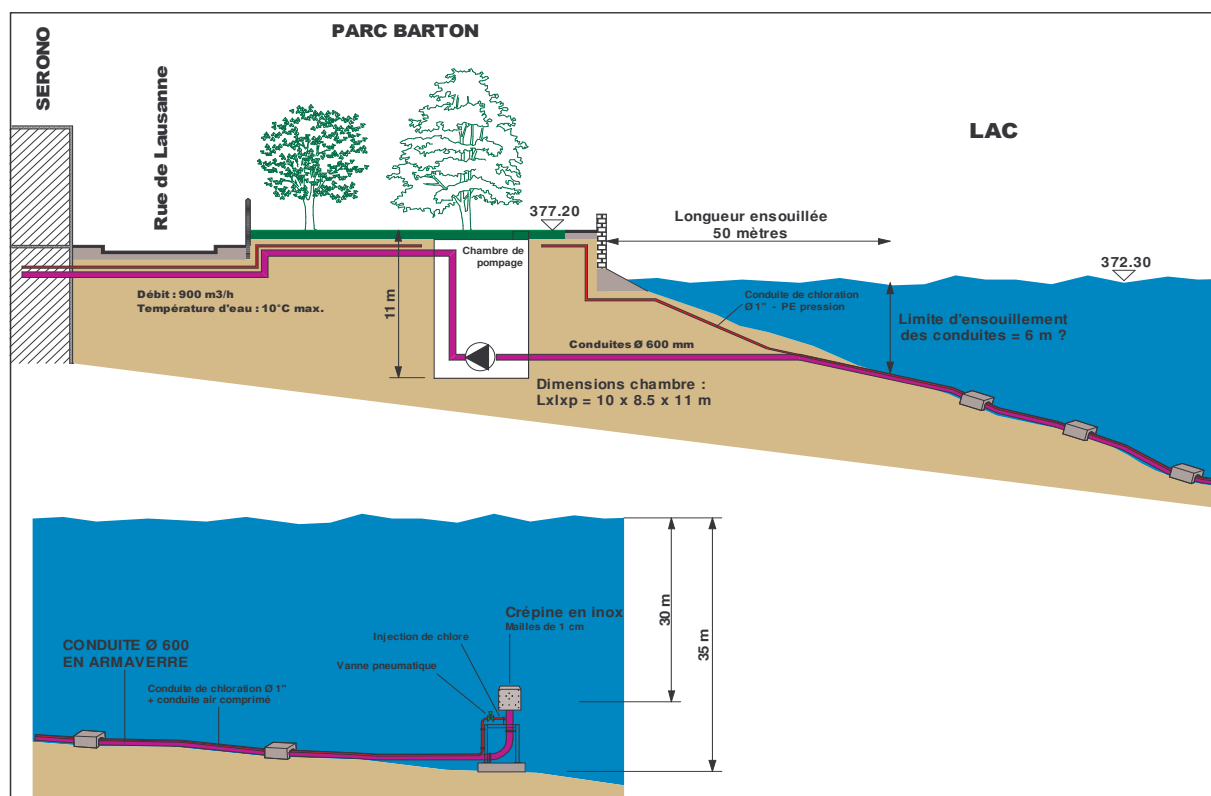 PARC BARTON
SERONO
Rue de Lausanne
LAC
377.20
Longueur ensouillée
50 mètres
372.30
Chambre de
pompage
Débit : 900 m3/h
Température d'eau : 10°C max.
11 m
Conduite de chloration
Ø 1" - PE pression
Limite d'ensouillement
des conduites = 6 m ?
Conduites Ø 600 mm
Dimensions chambre :
Lxlxp = 10 x 8.5 x 11 m
30 m
35 m
Crépine en inox
Mailles de 1 cm
Injection de chlore
Vanne pneumatique
CONDUITE Ø 600
EN ARMAVERRE
Conduite de chloration Ø 1"
+ conduite air comprimé